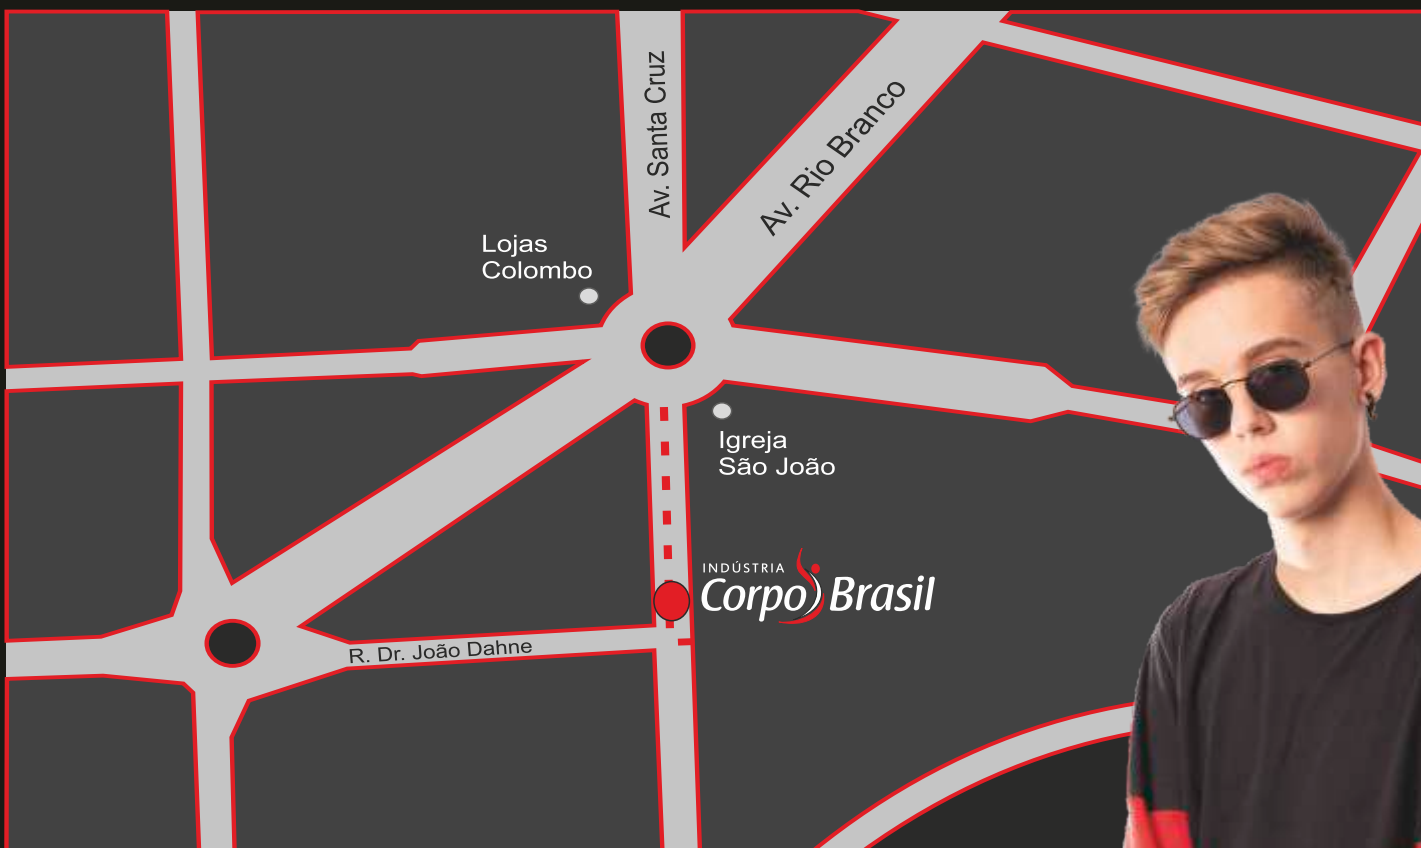 Av. Santa Cruz
Av. Rio Branco
Lojas
Colombo
Igreja
São João
INDÚSTRIA
Corpo Brasil
R. Dr. João Dahne